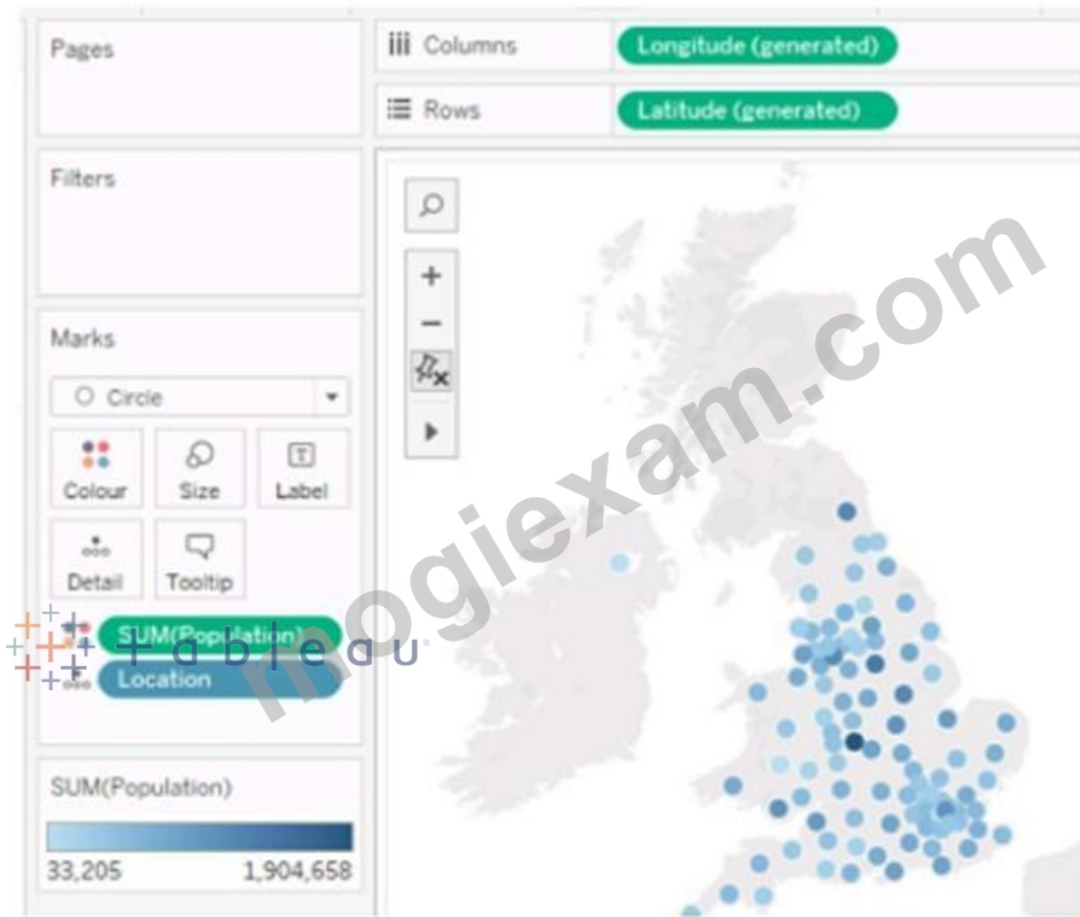 Pages
Columns
Longitude (generated)
Rows
Latitude (generated)
Filters
Marks
Circle
Colour
Size
Label
Detail
Tooltip
SUM(Population)
+ableau®
Location
SUM(Population)
33,205
1,904,658
mogiexam.com